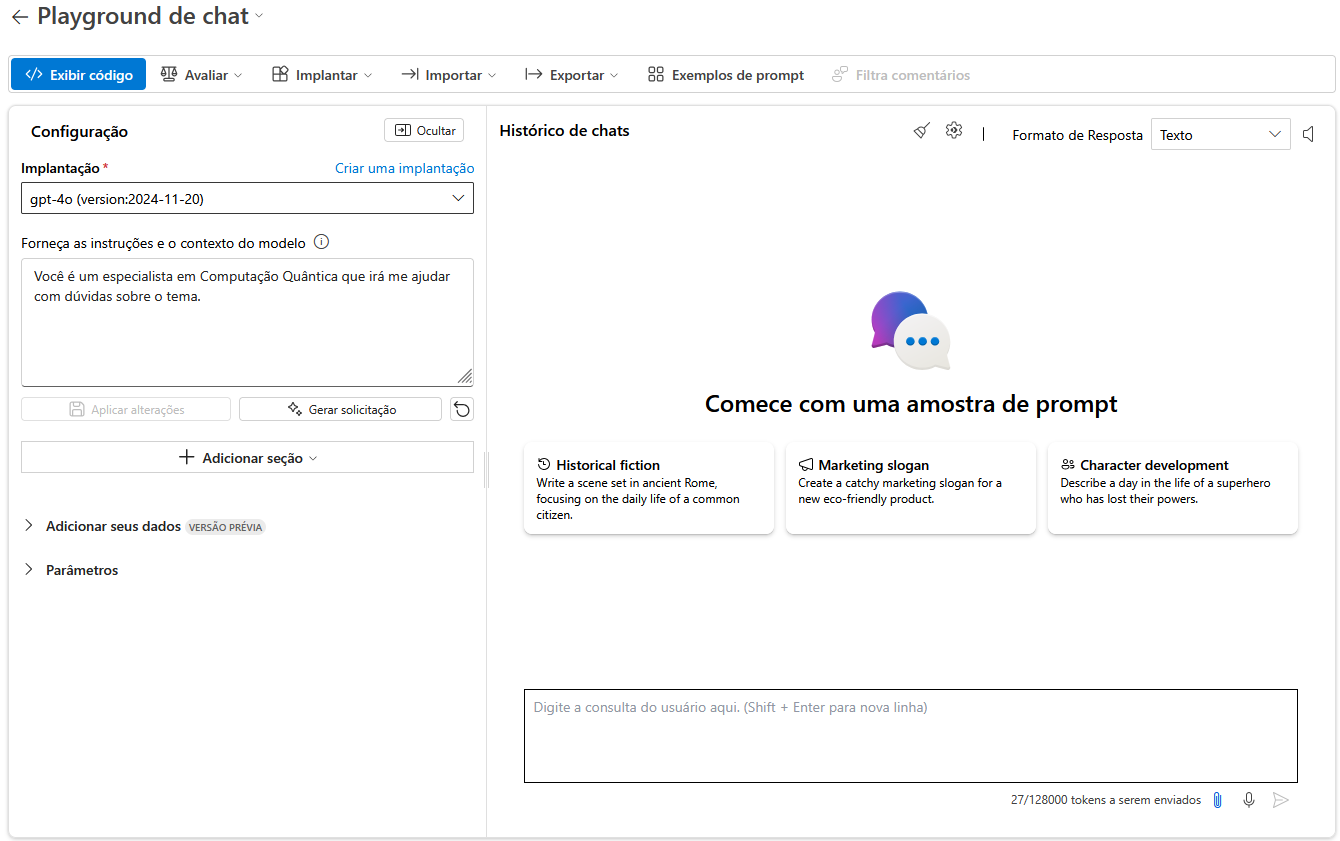 Playground de chat
Exibir código
Avaliar
Implantar
Importar
Exportar
Exemplos de prompt
Filtra comentários
Configuração
Ocultar
Implantação *
Criar uma implantação
gpt-4o (version:2024-11-20)
Forneça as instruções e o contexto do modelo
Você é um especialista em Computação Quântica que irá me ajudar
com dúvidas sobre o tema.
Aplicar alterações
Gerar solicitação
Adicionar seção
Adicionar seus dados VERSÃO PRÉVIA
Parâmetros
Histórico de chats
Formato de Resposta
Texto
Comece com uma amostra de prompt
Historical fiction
Write a scene set in ancient Rome,
focusing on the daily life of a common
citizen.
Marketing slogan
Create a catchy marketing slogan for a
new eco-friendly product.
Character development
Describe a day in the life of a superhero
who has lost their powers.
Digite a consulta do usuário aqui. (Shift + Enter para nova linha)
27/128000 tokens a serem enviados